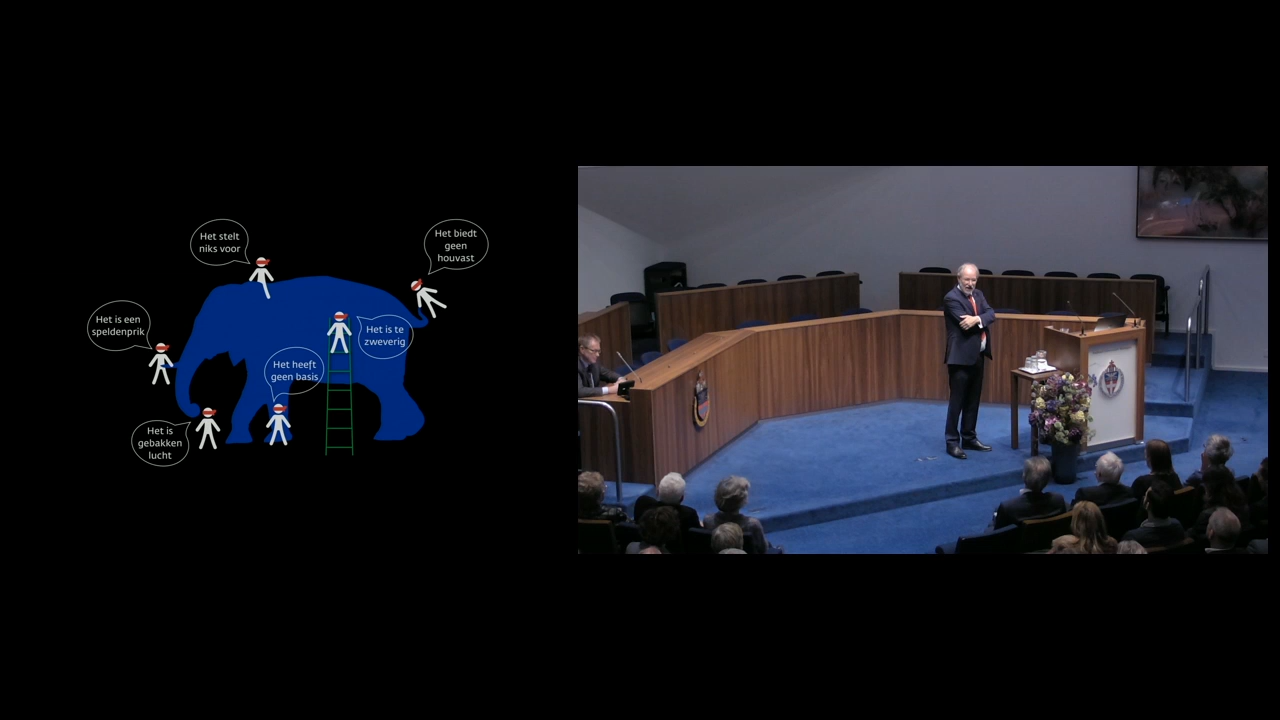 Het stelt
niks voor
Het biedt
geen
houvast
Het is een
speldenprik
Het is te
zweverig
Het heeft
geen basis
Het is
gebakken
lucht